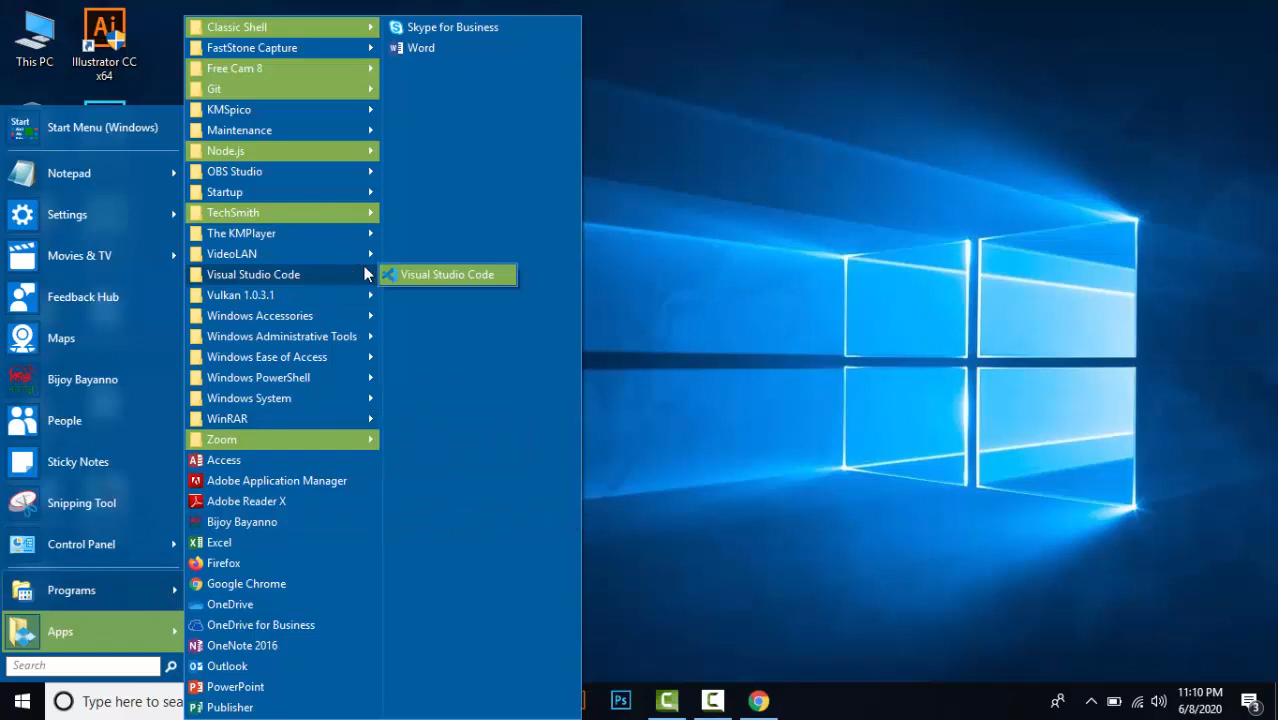 This PC
Illustrator CC
x64
Start
Start Menu (Windows)
Notepad
Settings
Movies & TV
Feedback Hub
Maps
Bijoy Bayanno
People
Sticky Notes
Snipping Tool
Control Panel
Programs
Apps
Search
Classic Shell
FastStone Capture
Free Cam 8
Git
KMSpico
Maintenance
Node.js
OBS Studio
Startup
TechSmith
The KMPlayer
VideoLAN
Visual Studio Code
Vulkan 1.0.3.1
Windows Accessories
Windows Administrative Tools
Windows Ease of Access
Windows PowerShell
Windows System
WinRAR
Zoom
Access
Adobe Application Manager
Adobe Reader X
Bijoy Bayanno
Excel
Firefox
Google Chrome
OneDrive
OneDrive for Business
OneNote 2016
Outlook
PowerPoint
Publisher
Skype for Business
Word
Visual Studio Code
Type here to sea
Ps
11:10 PM
6/8/2020
3